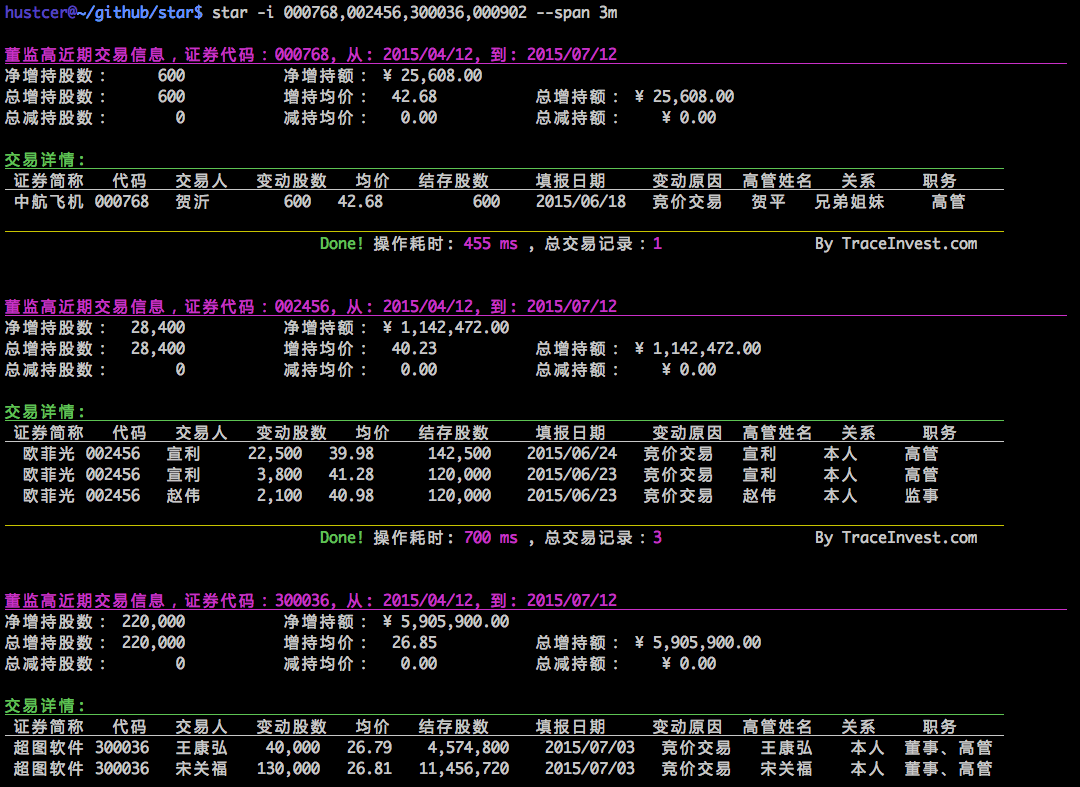 hustcer@~/github/star$ star -i 000768,002456,300036,000902 --span 3m
董监高近期交易信息，证券代码：000768, 从: 2015/04/12, 到: 2015/07/12
净增持股数： 600 净增持额： ¥ 25,608.00
总增持股数： 600 增持均价： 42.68 总增持额： ¥ 25,608.00
总减持股数： 0 减持均价： 0.00 总减持额： ¥ 0.00
交易详情:
证券简称 代码 交易人 变动股数 均价 结存股数 填报日期 变动原因 高管姓名 关系 职务
中航飞机 000768 贺沂 600 42.68 600 2015/06/18 竞价交易 贺平 兄弟姐妹 高管
Done! 操作耗时: 455 ms ，总交易记录：1 By TraceInvest.com
董监高近期交易信息，证券代码：002456, 从: 2015/04/12, 到: 2015/07/12
净增持股数： 28,400 净增持额： ¥ 1,142,472.00
总增持股数： 28,400 增持均价： 40.23 总增持额： ¥ 1,142,472.00
总减持股数： 0 减持均价： 0.00 总减持额： ¥ 0.00
交易详情:
证券简称 代码 交易人 变动股数 均价 结存股数 填报日期 变动原因 高管姓名 关系 职务
欧菲光 002456 宣利 22,500 39.98 142,500 2015/06/24 竞价交易 宣利 本人 高管
欧菲光 002456 宣利 3,800 41.28 120,000 2015/06/23 竞价交易 宣利 本人 高管
欧菲光 002456 赵伟 2,100 40.98 120,000 2015/06/23 竞价交易 赵伟 本人 监事
Done! 操作耗时: 700 ms ，总交易记录：3 By TraceInvest.com
董监高近期交易信息，证券代码：300036, 从: 2015/04/12, 到: 2015/07/12
净增持股数： 220,000 净增持额： ¥ 5,905,900.00
总增持股数： 220,000 增持均价： 26.85 总增持额： ¥ 5,905,900.00
总减持股数： 0 减持均价： 0.00 总减持额： ¥ 0.00
交易详情:
证券简称 代码 交易人 变动股数 均价 结存股数 填报日期 变动原因 高管姓名 关系 职务
超图软件 300036 王康弘 40,000 26.79 4,574,800 2015/07/03 竞价交易 王康弘 本人 董事、高管
超图软件 300036 宋关福 130,000 26.81 11,456,720 2015/07/03 竞价交易 宋关福 本人 董事、高管